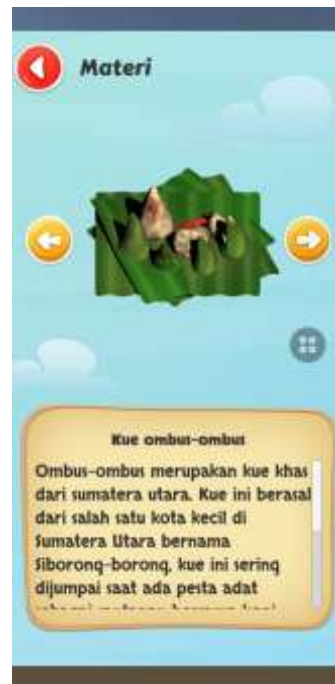 Materi
Kue ombus-ombus
Ombus-ombus merupakan kue khas
dari sumatera utara. Kue ini berasal
dari salah satu kota kecil di
Sumatera Utara bernama
Siborong-borong, kue ini sering
dijumpai saat ada pesta adat